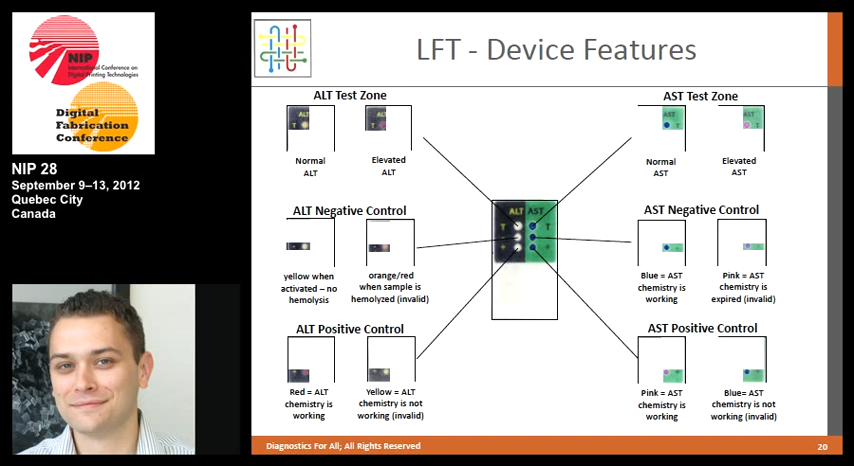 NIP
International Conference on
Digital Printing Technologies
Digital
Fabrication
Conference
NIP 28
September 9–13, 2012
Quebec City
Canada
LFT - Device Features
ALT Test Zone
ALT
T
ALT
T
Normal
ALT
Elevated
ALT
AST Test Zone
AST
T
AST
T
Normal
AST
Elevated
AST
ALT Negative Control
yellow when
activated – no
hemolysis
orange/red
when sample is
hemolyzed (invalid)
ALT AST
T T
- -
+ +
AST Negative Control
Blue = AST
chemistry is
working
Pink = AST
chemistry is
expired (invalid)
ALT Positive Control
Red = ALT
chemistry is
working
Yellow = ALT
chemistry is not
working (invalid)
AST Positive Control
Pink = AST
chemistry is
working
Blue= AST
chemistry is not
working (invalid)
Diagnostics For All; All Rights Reserved
20